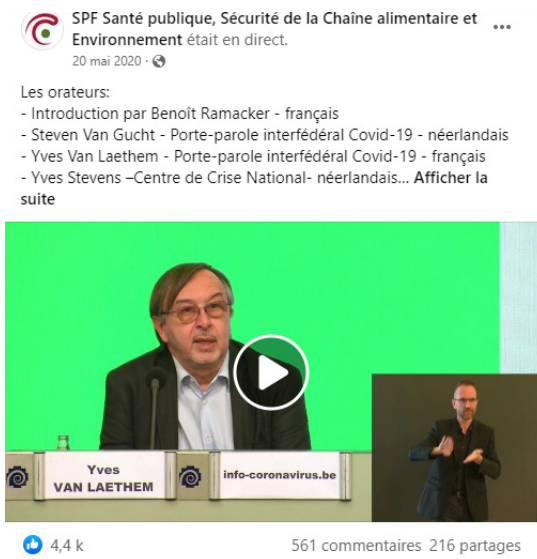 SPF Santé publique, Sécurité de la Chaîne alimentaire et
Environnement était en direct.
20 mai 2020 ·
Les orateurs:
- Introduction par Benoît Ramacker - français
- Steven Van Gucht - Porte-parole interfédéral Covid-19 - néerlandais
- Yves Van Laethem - Porte-parole interfédéral Covid-19 - français
- Yves Stevens –Centre de Crise National- néerlandais... Afficher la
suite
Yves
VAN LAETHEM
info-coronavirus.be
4,4 k
561 commentaires 216 partages